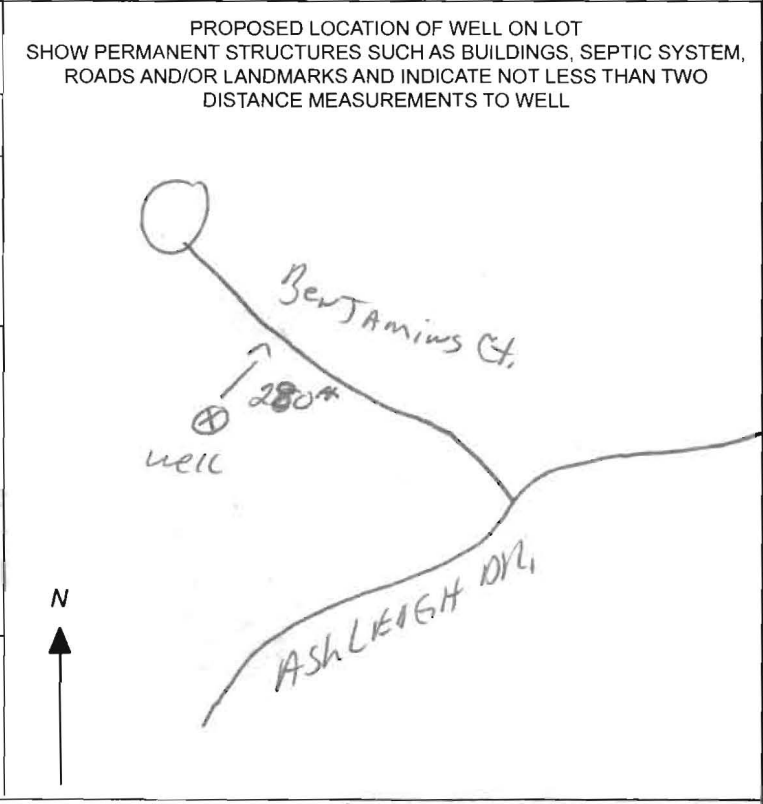 PROPOSED LOCATION OF WELL ON LOT
SHOW PERMANENT STRUCTURES SUCH AS BUILDINGS, SEPTIC SYSTEM,
ROADS AND/OR LANDMARKS AND INDICATE NOT LESS THAN TWO
DISTANCE MEASUREMENTS TO WELL
BENJAMINS Ct.
280
well
N
ASHLEIGH DR.